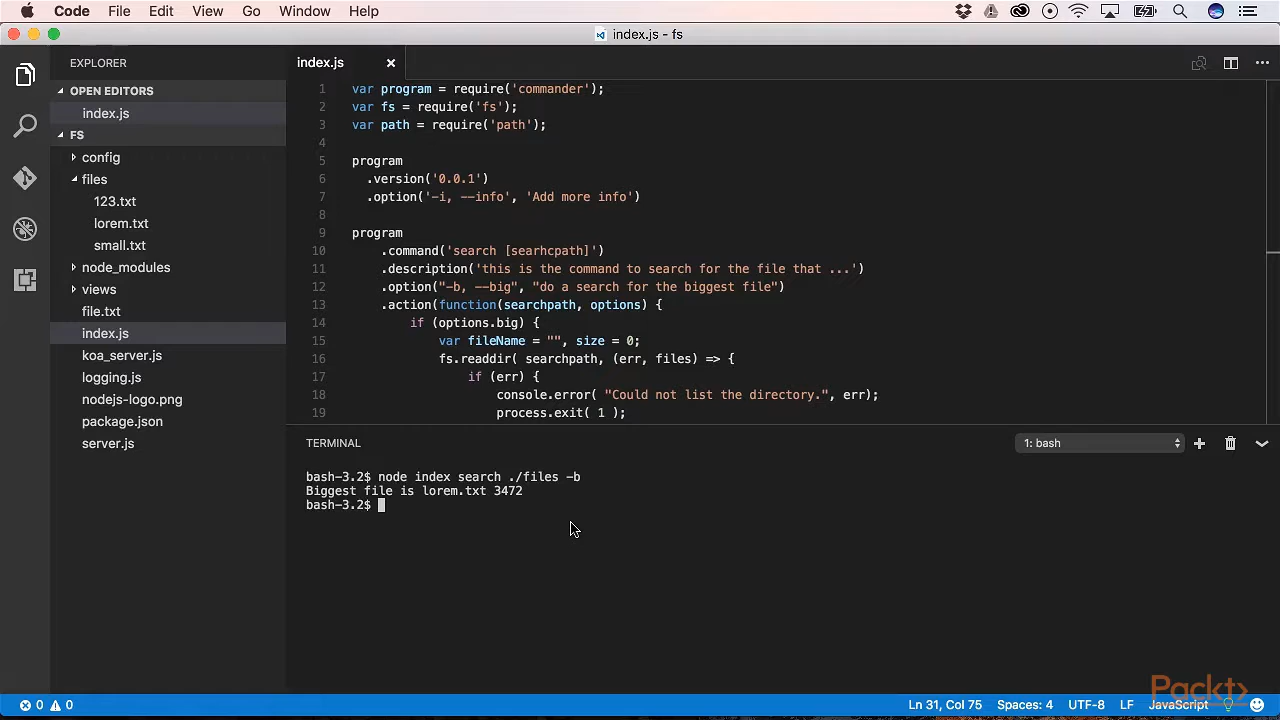 Code File Edit View Go Window Help
index.js - fs
EXPLORER
OPEN EDITORS
index.js
FS
config
files
123.txt
lorem.txt
small.txt
node_modules
views
file.txt
index.js
koa_server.js
logging.js
nodejs-logo.png
package.json
server.js
index.js
1 var program = require('commander');
2 var fs = require('fs');
3 var path = require('path');
4
5 program
6 .version('0.0.1')
7 .option('-i, --info', 'Add more info')
8
9 program
10 .command('search [searhcpath]')
11 .description('this is the command to search for the file that ...')
12 .option("-b, --big", "do a search for the biggest file")
13 .action(function(searchpath, options) {
14 if (options.big) {
15 var fileName = "", size = 0;
16 fs.readdir( searchpath, (err, files) => {
17 if (err) {
18 console.error( "Could not list the directory.", err);
19 process.exit( 1 );
TERMINAL
1: bash
bash-3.2$ node index search ./files -b
Biggest file is lorem.txt 3472
bash-3.2$
Packt>
0 0 Ln 31, Col 75 Spaces: 4 UTF-8 LF JavaScript